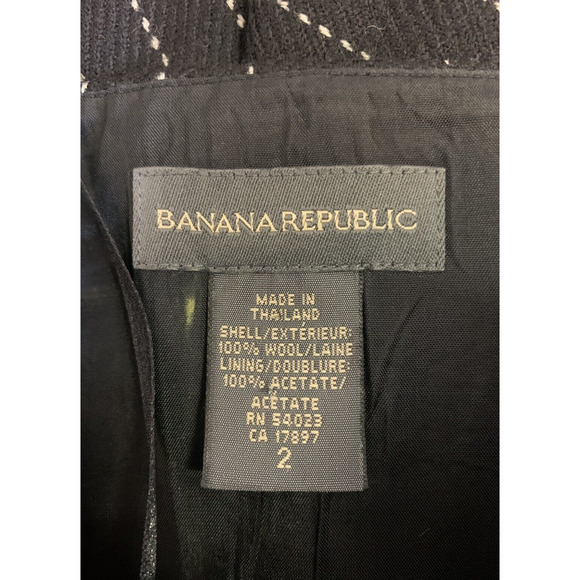 BANANA REPUBLIC
MADE IN
THAILAND
SHELL/EXTÉRIEUR:
100% WOOL/LAINE
LINING/DOUBLURE:
100% ACETATE/
ACÉTATE
RN 54023
CA 17897
2